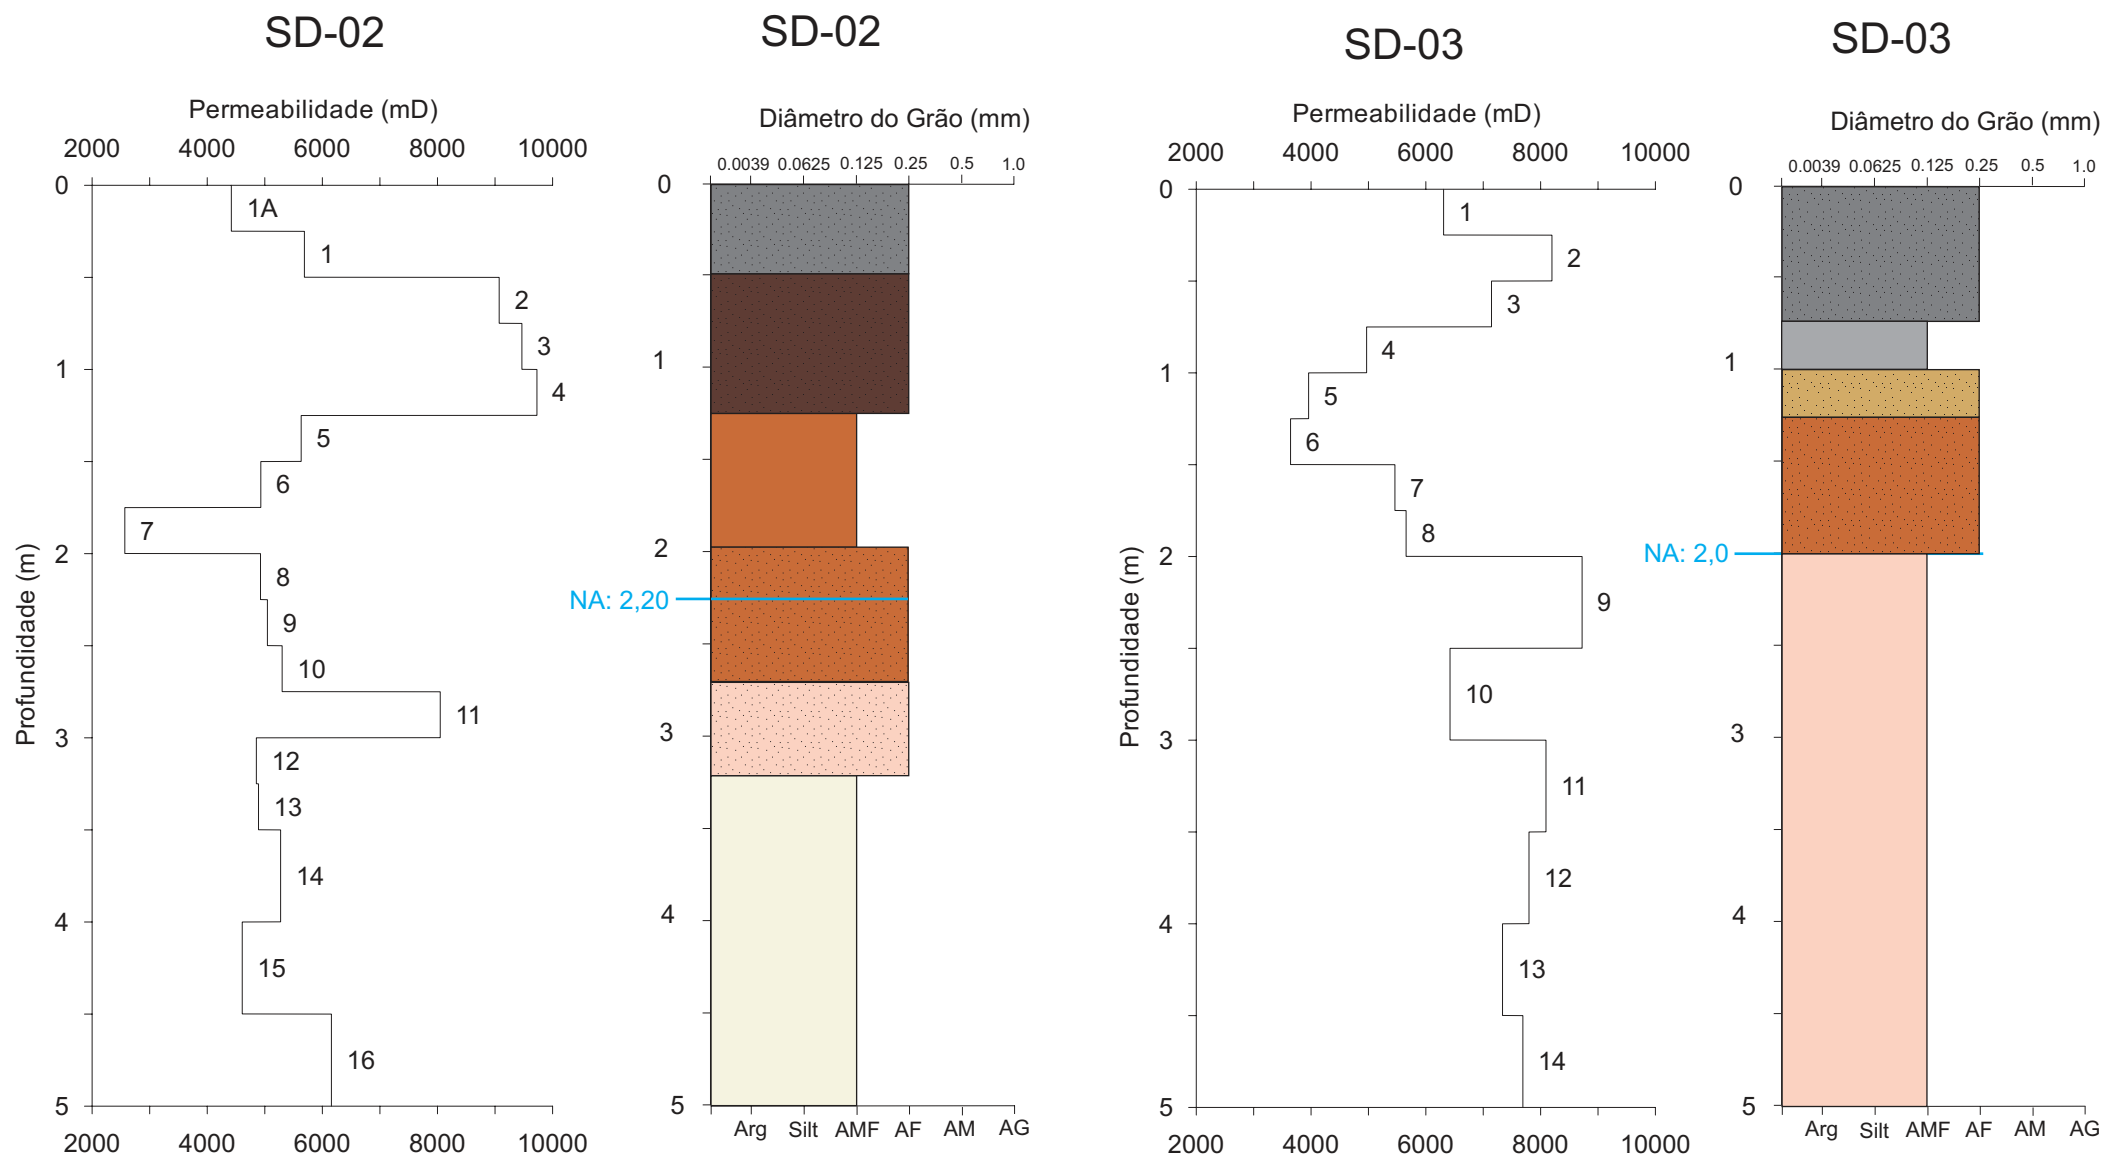 SD-02
Permeabilidade (mD)
2000 4000 6000 8000 10000
0
1A
1
2
3
1
4
5
6
7
2
8
9
10
11
3
12
13
14
4
15
16
5
2000 4000 6000 8000 10000
Profundidade (m)
SD-02
Diâmetro do Grão (mm)
0.0039 0.0625 0.125 0.25 0.5 1.0
0
1
2
NA: 2,20
3
4
5
Arg Silt AMF AF AM AG
SD-03
Permeabilidade (mD)
2000 4000 6000 8000 10000
0
1
2
3
4
1
5
6
7
8
2
9
10
3
11
12
4
13
14
5
2000 4000 6000 8000 10000
Profundidade (m)
SD-03
Diâmetro do Grão (mm)
0.0039 0.0625 0.125 0.25 0.5 1.0
0
1
NA: 2,0
3
4
5
Arg Silt AMF AF AM AG